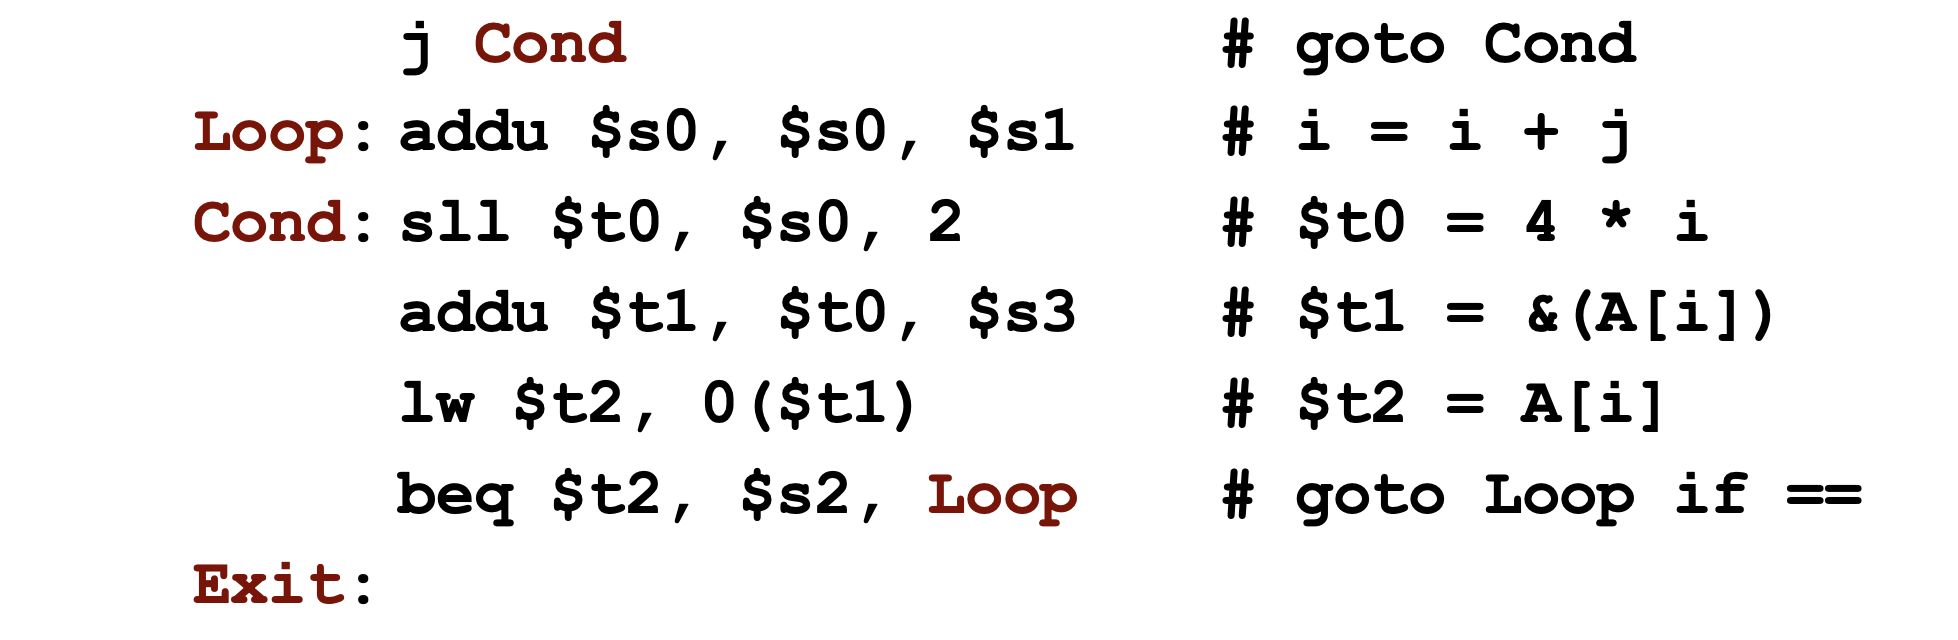 j Cond # goto Cond
Loop: addu $s0, $s0, $s1 # i = i + j
Cond: sll $t0, $s0, 2 # $t0 = 4 * i
addu $t1, $t0, $s3 # $t1 = &(A[i])
lw $t2, 0($t1) # $t2 = A[i]
beq $t2, $s2, Loop # goto Loop if ==
Exit: